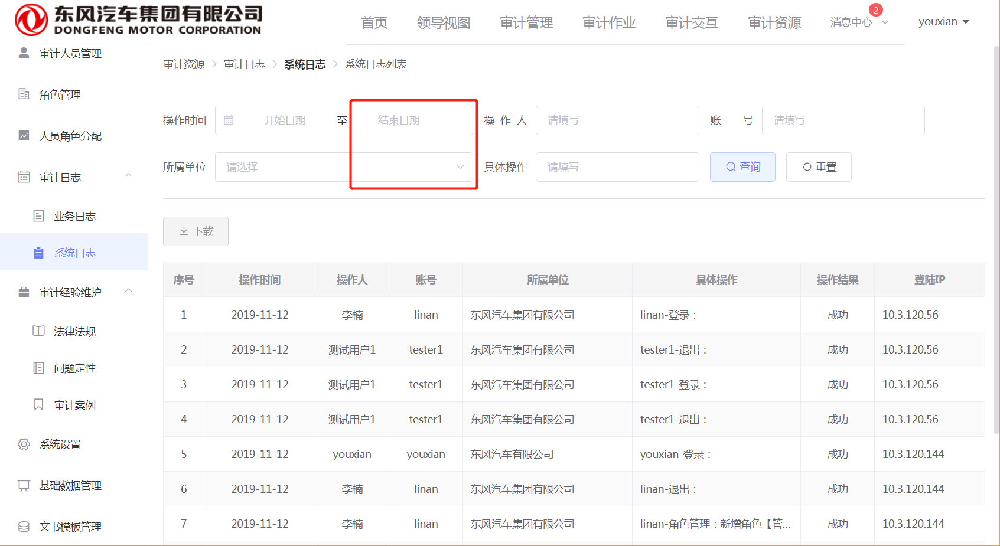 东风汽车集团有限公司
DONGFENG MOTOR CORPORATION
首页 领导视图 审计管理 审计作业 审计交互 审计资源 消息中心 2 youxian
审计人员管理
角色管理
人员角色分配
审计日志
业务日志
系统日志
审计经验维护
法律法规
问题定性
审计案例
系统设置
基础数据管理
文书模板管理
审计资源 > 审计日志 > 系统日志 > 系统日志列表
操作时间 开始日期 至 结束日期 操作人 请填写 账号 请填写
所属单位 请选择 具体操作 请填写 查询 重置
下载
序号 操作时间 操作人 账号 所属单位 具体操作 操作结果 登陆IP
1 2019-11-12 李楠 linan 东风汽车集团有限公司 linan-登录： 成功 10.3.120.56
2 2019-11-12 测试用户1 tester1 东风汽车集团有限公司 tester1-退出： 成功 10.3.120.56
3 2019-11-12 测试用户1 tester1 东风汽车集团有限公司 tester1-登录： 成功 10.3.120.56
4 2019-11-12 测试用户1 tester1 东风汽车集团有限公司 tester1-退出： 成功 10.3.120.56
5 2019-11-12 youxian youxian 东风汽车有限公司 youxian-登录： 成功 10.3.120.144
6 2019-11-12 李楠 linan 东风汽车集团有限公司 linan-退出： 成功 10.3.120.144
7 2019-11-12 李楠 linan 东风汽车集团有限公司 linan-角色管理：新增角色【管... 成功 10.3.120.144